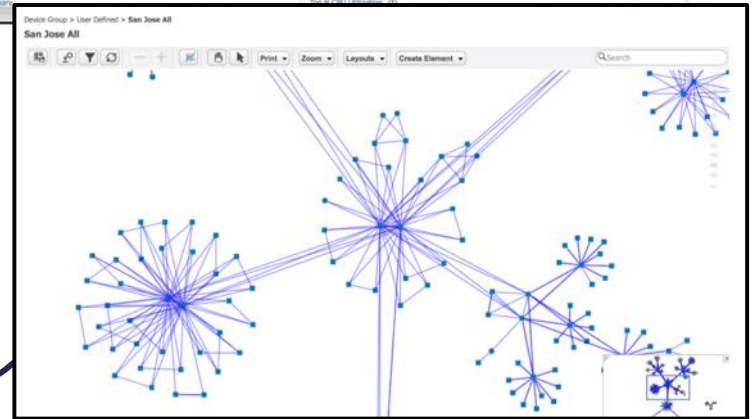 Device Group > User Defined > San Jose All
San Jose All
Print Zoom Layouts Create Element Search